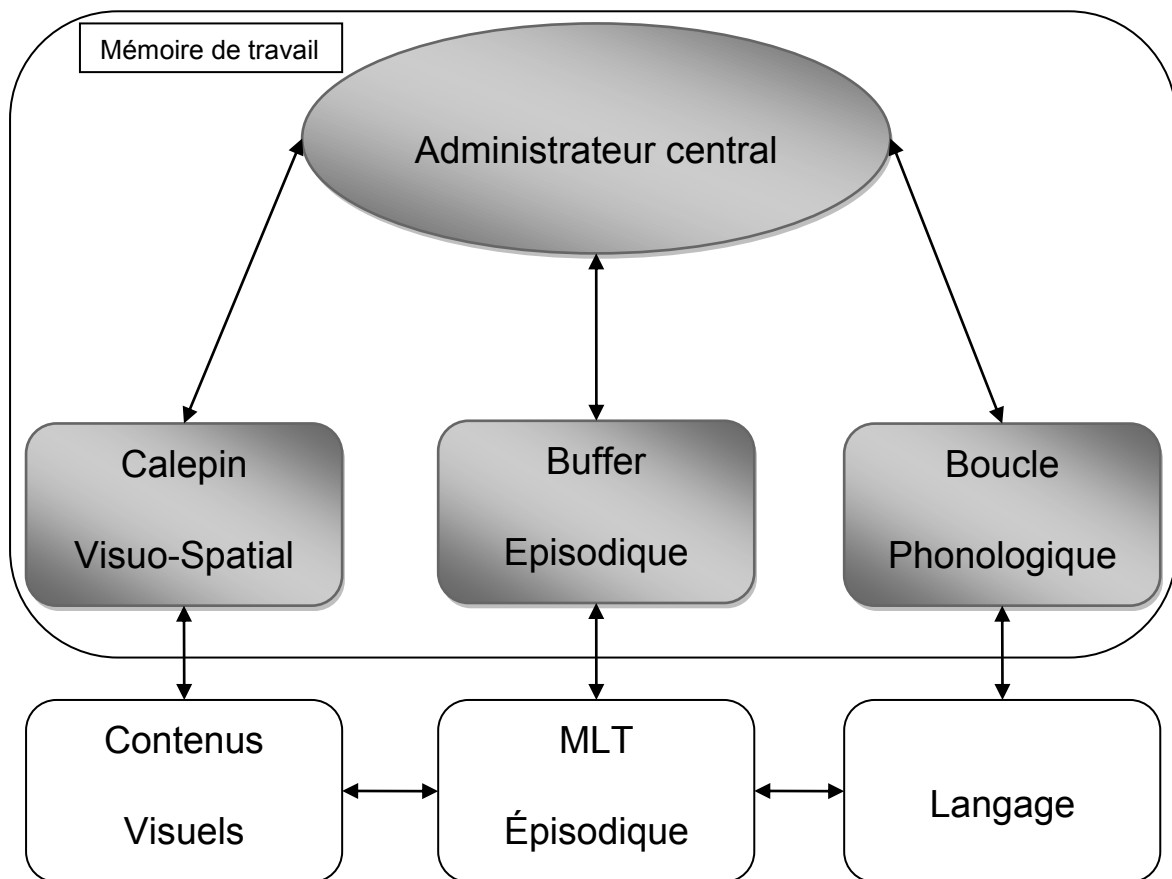 Mémoire de travail
Administrateur central
Calepin
Visuo-Spatial
Buffer
Episodique
Boucle
Phonologique
Contenus
Visuels
MLT
Épisodique
Langage